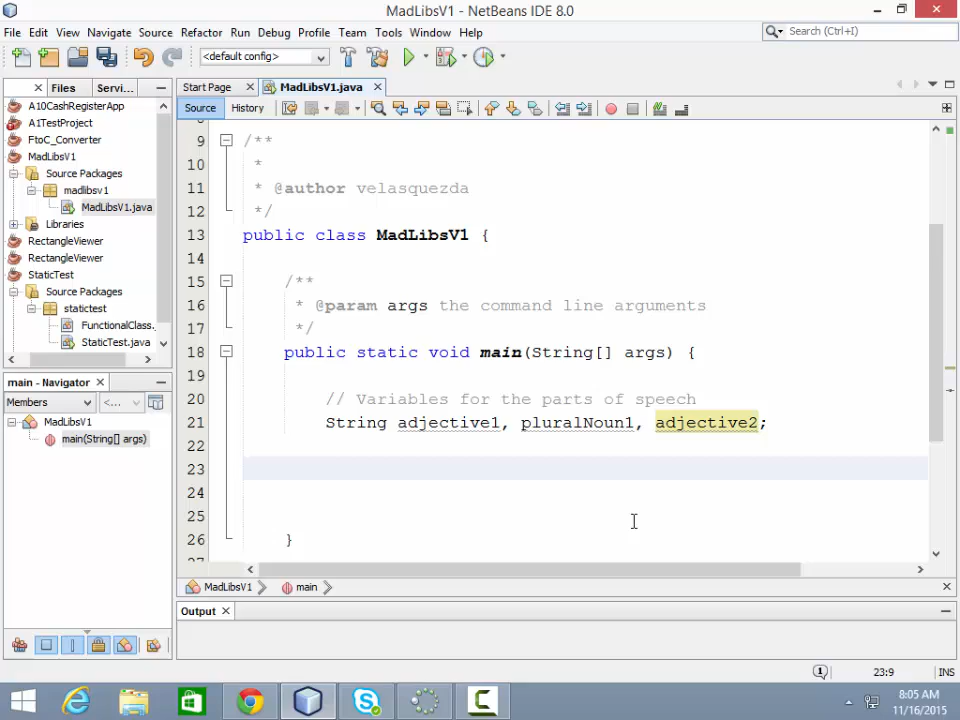 MadLibsV1 - NetBeans IDE 8.0
File Edit View Navigate Source Refactor Run Debug Profile Team Tools Window Help
Search (Ctrl+I)
<default config>
Files Servi...
Start Page MadLibsV1.java
Source History
A10CashRegisterApp
A1TestProject
FtoC_Converter
MadLibsV1
Source Packages
madlibsv1
MadLibsV1.java
Libraries
RectangleViewer
RectangleViewer
StaticTest
Source Packages
statictest
FunctionalClass.
StaticTest.java
main - Navigator
Members <...
MadLibsV1
main(String[] args)
9 /**
10 *
11 * @author velasquezda
12 */
13 public class MadLibsV1 {
14
15 /**
16 * @param args the command line arguments
17 */
18 public static void main(String[] args) {
19
20 // Variables for the parts of speech
21 String adjective1, pluralNoun1, adjective2;
22
23
24
25
26 }
MadLibsV1 main
Output
1 23:9 INS
8:05 AM
11/16/2015